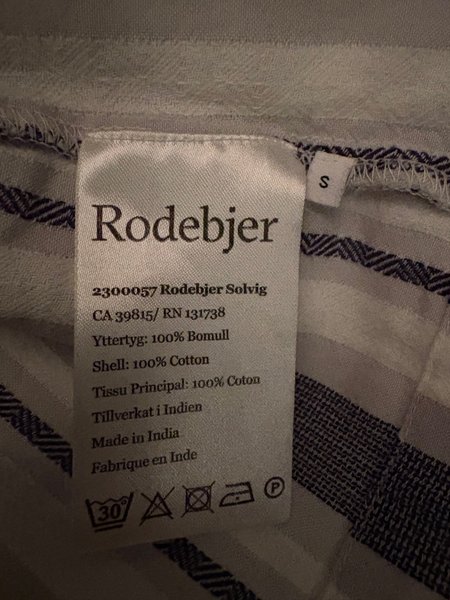 Rodebjer
S
2300057 Rodebjer Solvig
CA 39815/ RN 131738
Yttertyg: 100% Bomull
Shell: 100% Cotton
Tissu Principal: 100% Coton
Tillverkat i Indien
Made in India
Fabrique en Inde
30°
P